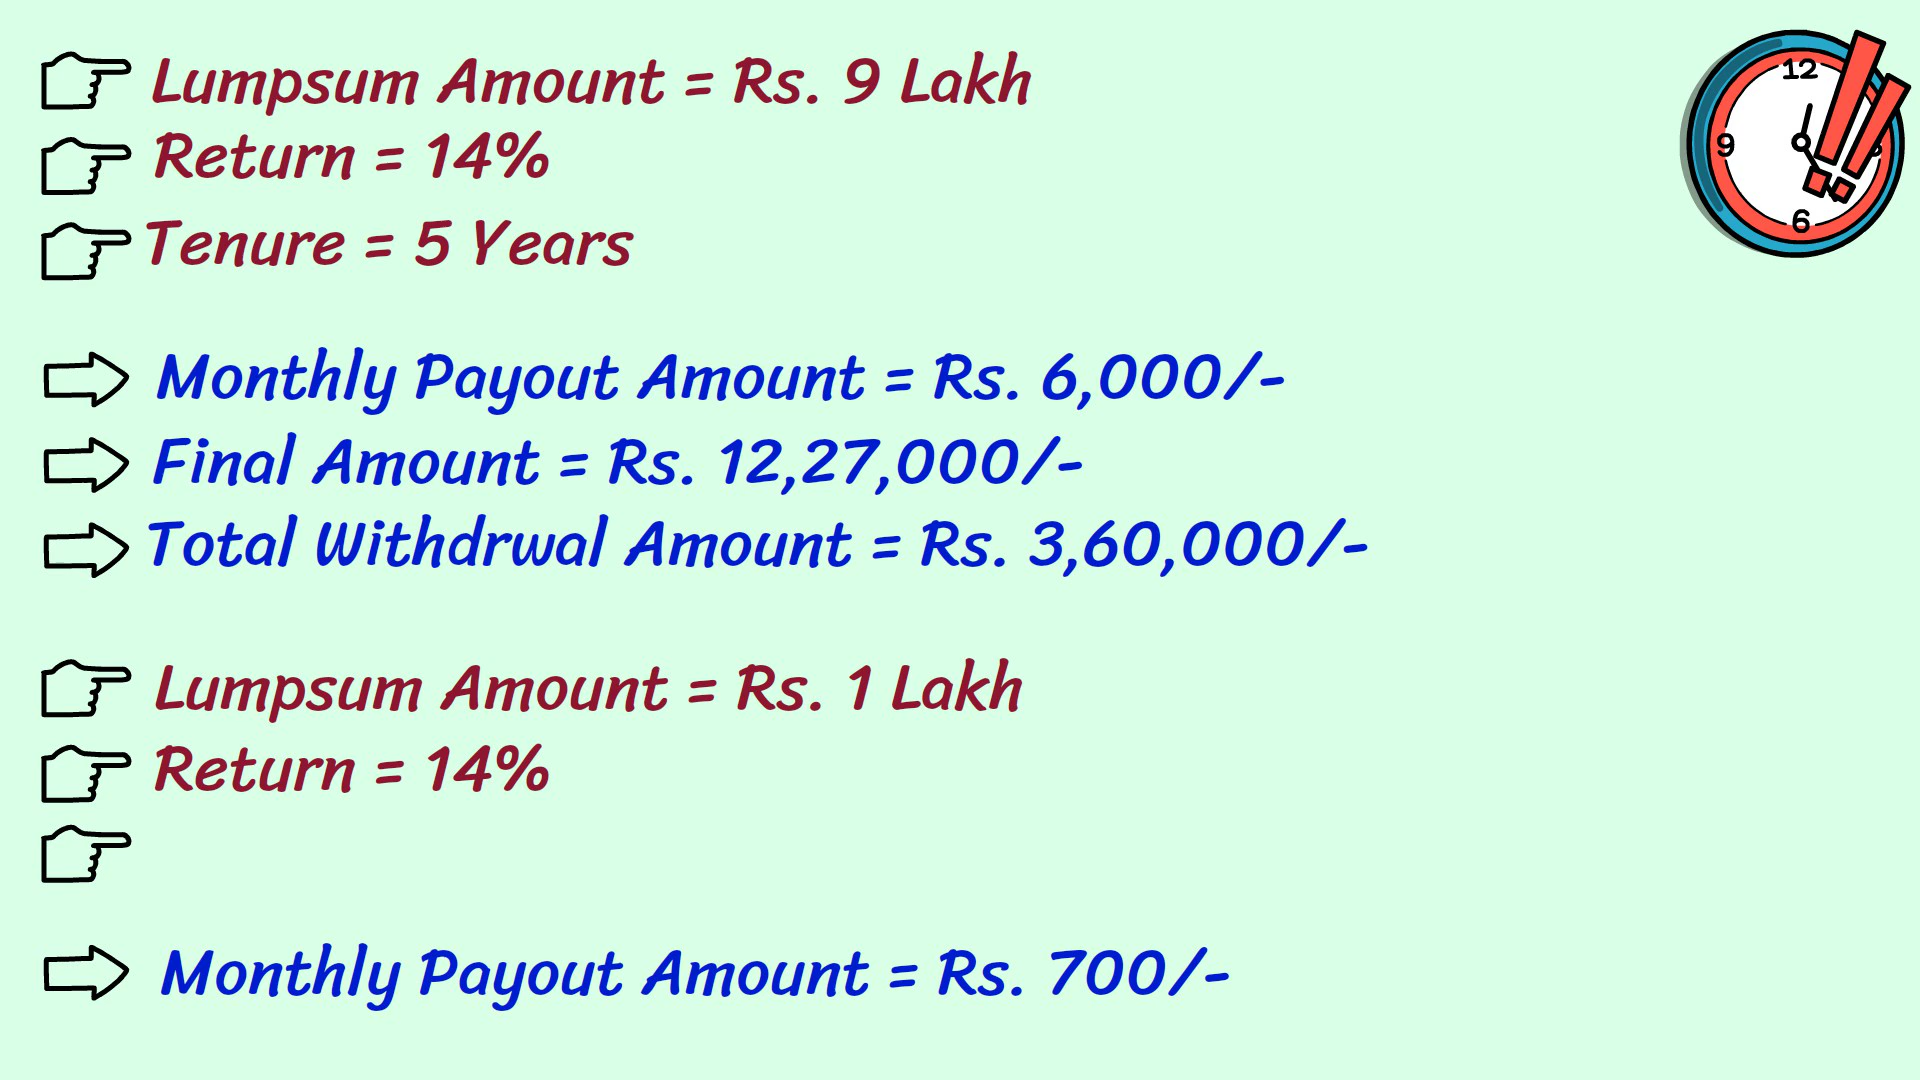 Lumpsum Amount = Rs. 9 Lakh
Return = 14%
Tenure = 5 Years
Monthly Payout Amount = Rs. 6,000/-
Final Amount = Rs. 12,27,000/-
Total Withdrwal Amount = Rs. 3,60,000/-
Lumpsum Amount = Rs. 1 Lakh
Return = 14%
Monthly Payout Amount = Rs. 700/-
12
9
3
6